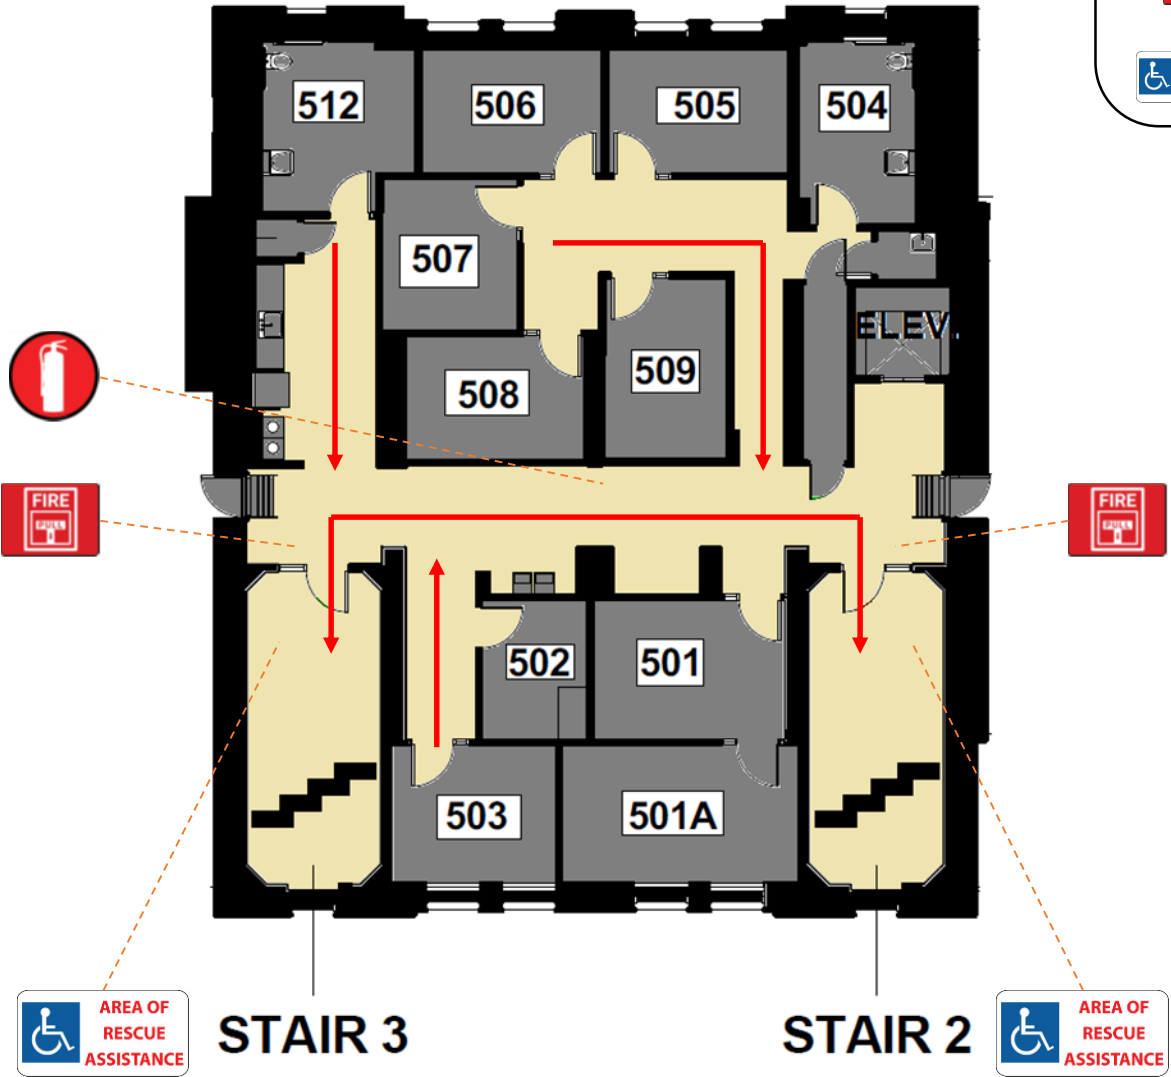 512
506
505
504
507
ELEV.
509
508
FIRE
PULL
FIRE
PULL
502
501
503
501A
AREA OF
RESCUE
ASSISTANCE
STAIR 3
STAIR 2
AREA OF
RESCUE
ASSISTANCE